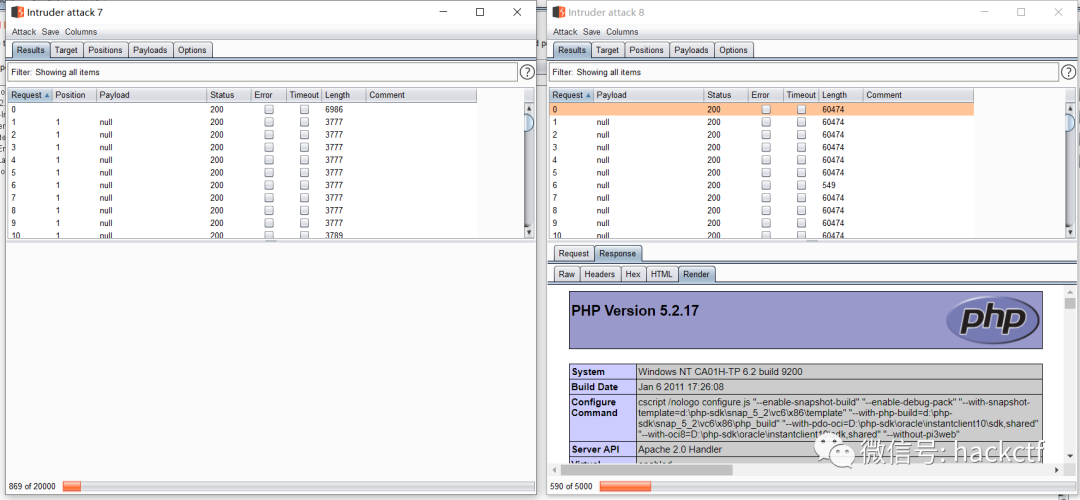 Intruder attack 7
Attack Save Columns
Results Target Positions Payloads Options
Filter: Showing all items ?
Request Position Payload Status Error Timeout Length Comment
0 200 6986
1 1 null 200 3777
2 1 null 200 3777
3 1 null 200 3777
4 1 null 200 3777
5 1 null 200 3777
6 1 null 200 3777
7 1 null 200 3777
8 1 null 200 3777
9 1 null 200 3777
10 1 null 200 3789
869 of 20000
Intruder attack 8
Attack Save Columns
Results Target Positions Payloads Options
Filter: Showing all items ?
Request Payload Status Error Timeout Length Comment
0 200 60474
1 null 200 60474
2 null 200 60474
3 null 200 60474
4 null 200 60474
5 null 200 60474
6 null 200 549
7 null 200 60474
8 null 200 60474
9 null 200 60474
10 null 200 60474
Request Response
Raw Headers Hex HTML Render
PHP Version 5.2.17
php
System Windows NT CA01H-TP 6.2 build 9200
Build Date Jan 6 2011 17:26:08
Configure Command cscript /nologo configure.js "--enable-snapshot-build" "--enable-debug-pack" "--with-snapshot-
template=d:\php-sdk\snap_5_2\vc6\x86\template" "--with-php-build=d:\php-
sdk\snap_5_2\vc6\x86\php_build" "--with-pdo-oci=D:\php-sdk\oracle\instantclient10\sdk,shared"
"--with-oci8=D:\php-sdk\oracle\instantclient10\sdk,shared" "--without-pi3web"
Server API Apache 2.0 Handler
微信号: hackctf
590 of 5000